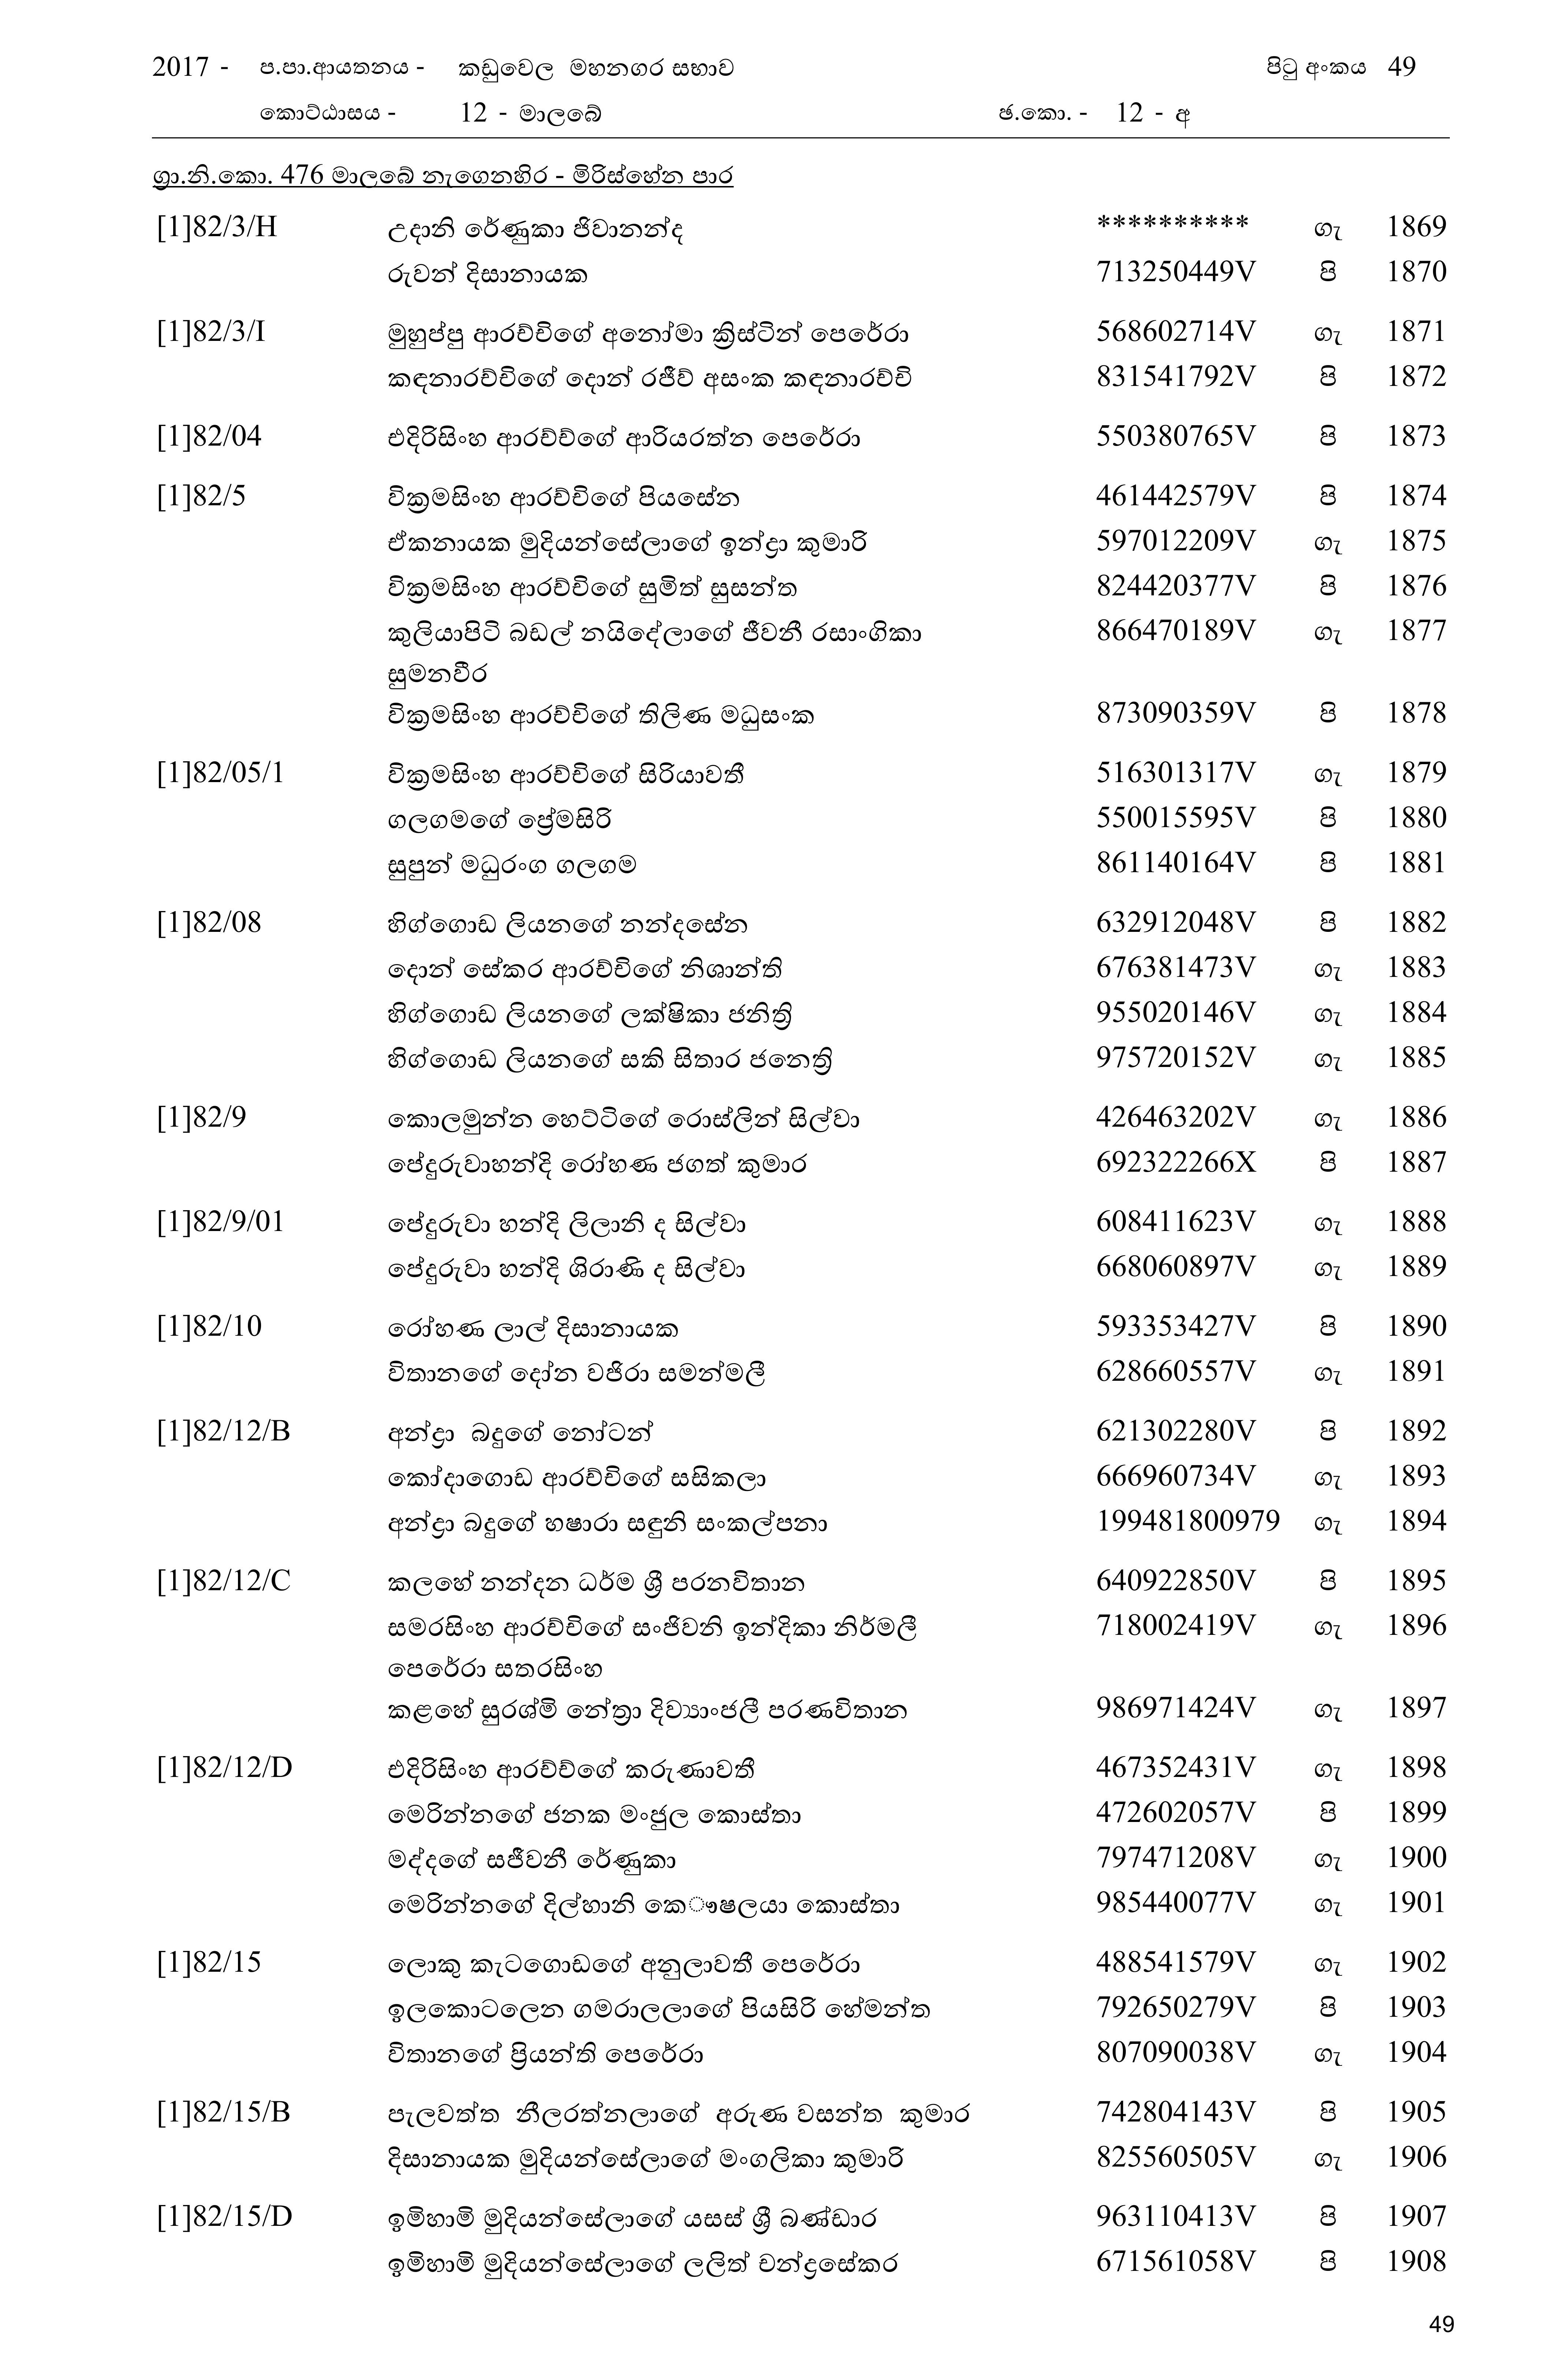 2017 - ප.පා.ආයතනය - කඩුවෙල මහනගර සභාව පිටු අංකය 49
කොට්ඨාසය - 12 - මාලබේ ඡ.කො. - 12 - අ
ග්‍රා.නි.කො. 476 මාලබේ නැගෙනහිර - මිරිස්හේන පාර
[1]82/3/H උදානි රේණුකා ජිවානන්ද ********** ගැ 1869
රුවන් දිසානායක 713250449V පි 1870
[1]82/3/I මුහුප්පු ආරච්චිගේ අනෝමා ක්‍රිස්ටින් පෙරේරා 568602714V ගැ 1871
කඳනාරච්චිගේ දොන් රජීව් අසංක කඳනාරච්චි 831541792V පි 1872
[1]82/04 එදිරිසිංහ ආරච්ච්ගේ ආරියරත්න පෙරේරා 550380765V පි 1873
[1]82/5 වික්‍රමසිංහ ආරච්චිගේ පියසේන 461442579V පි 1874
ඒකනායක මුදියන්සේලාගේ ඉන්ද්‍රා කුමාරි 597012209V ගැ 1875
වික්‍රමසිංහ ආරච්චිගේ සුමිත් සුසන්ත 824420377V පි 1876
කුලියාපිටි බඩල් නයිදේලාගේ ජීවනී රසාංගිකා 866470189V ගැ 1877
සුමනවීර
වික්‍රමසිංහ ආරච්චිගේ තිලිණ මධුසංක 873090359V පි 1878
[1]82/05/1 වික්‍රමසිංහ ආරච්චිගේ සිරියාවතී 516301317V ගැ 1879
ගලගමගේ ප්‍රේමසිරි 550015595V පි 1880
සුපුන් මධුරංග ගලගම 861140164V පි 1881
[1]82/08 හිග්ගොඩ ලියනගේ නන්දසේන 632912048V පි 1882
දොන් සේකර ආරච්චිගේ නිශාන්ති 676381473V ගැ 1883
හිග්ගොඩ ලියනගේ ලක්ෂිකා ජනිත්‍රි 955020146V ගැ 1884
හිග්ගොඩ ලියනගේ සකි සිතාර ජනෙත්‍රි 975720152V ගැ 1885
[1]82/9 කොලමුන්න හෙට්ටිගේ රොස්ලින් සිල්වා 426463202V ගැ 1886
පේදුරුවාහන්දි රෝහණ ජගත් කුමාර 692322266X පි 1887
[1]82/9/01 පේදුරුවා හන්දි ලිලානි ද සිල්වා 608411623V ගැ 1888
පේදුරුවා හන්දි ශිරාණි ද සිල්වා 668060897V ගැ 1889
[1]82/10 රෝහණ ලාල් දිසානායක 593353427V පි 1890
විතානගේ දෝන වජිරා සමන්මලී 628660557V ගැ 1891
[1]82/12/B අන්ද්‍රා බදුගේ නෝටන් 621302280V පි 1892
කෝදාගොඩ ආරච්චිගේ සසිකලා 666960734V ගැ 1893
අන්ද්‍රා බදුගේ හෂාරා සඳුනි සංකල්පනා 199481800979 ගැ 1894
[1]82/12/C කලහේ නන්දන ධර්ම ශ්‍රී පරනවිතාන 640922850V පි 1895
සමරසිංහ ආරච්චිගේ සංජිවනි ඉන්දිකා නිර්මලී 718002419V ගැ 1896
පෙරේරා සතරසිංහ
කළහේ සුරශ්මි නේත්‍රා දිව්‍යාංජලී පරණවිතාන 986971424V ගැ 1897
[1]82/12/D එදිරිසිංහ ආරච්ච්ගේ කරුණාවතී 467352431V ගැ 1898
මෙරින්නගේ ජනක මංජුල කොස්තා 472602057V පි 1899
මද්දගේ සජීවනී රේණුකා 797471208V ගැ 1900
මෙරින්නගේ දිල්හානි කෞෂලයා කොස්තා 985440077V ගැ 1901
[1]82/15 ලොකු කැටගොඩගේ අනුලාවතී පෙරේරා 488541579V ගැ 1902
ඉලකොටලෙන ගමරාලලාගේ පියසිරි හේමන්ත 792650279V පි 1903
විතානගේ ප්‍රියන්ති පෙරේරා 807090038V ගැ 1904
[1]82/15/B පැලවත්ත නීලරත්නලාගේ අරුණ වසන්ත කුමාර 742804143V පි 1905
දිසානායක මුදියන්සේලාගේ මංගලිකා කුමාරි 825560505V ගැ 1906
[1]82/15/D ඉමිහාමි මුදියන්සේලාගේ යසස් ශ්‍රී බණ්ඩාර 963110413V පි 1907
ඉමිහාමි මුදියන්සේලාගේ ලලිත් චන්ද්‍රසේකර 671561058V පි 1908
49